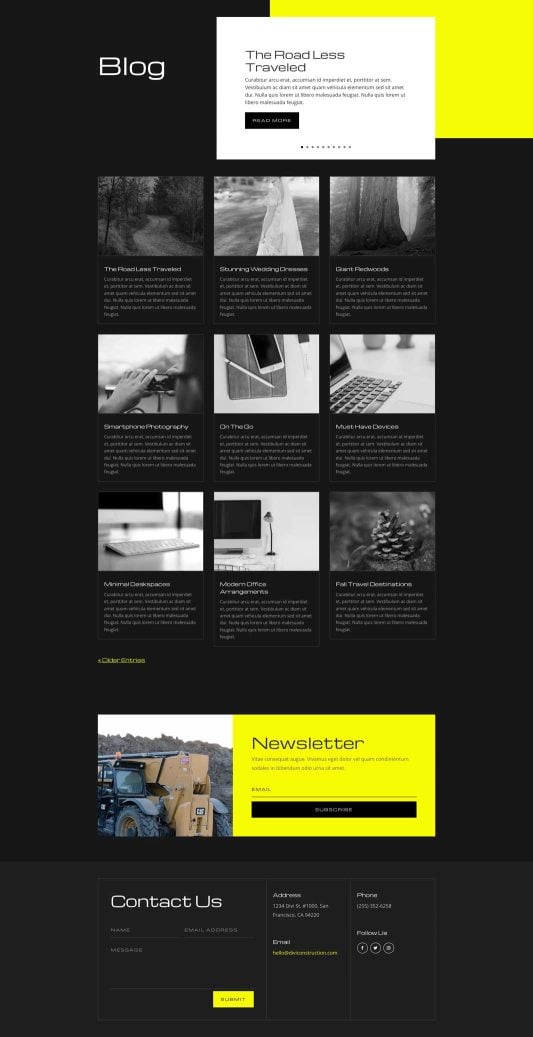 Blog
The Road Less
Traveled
Curabitur arcu erat, accumsan id imperdiet et, porttitor at sem.
Vestibulum ac diam sit amet quam vehicula elementum sed sit amet
dui. Nulla quis lorem ut libero malesuada feugiat. Nulla quis lorem ut
libero malesuada feugiat.
READ MORE
The Road Less Traveled
Curabitur arcu erat, accumsan id imperdiet
et, porttitor at sem. Vestibulum ac diam sit
amet quam vehicula elementum sed sit amet
dui. Nulla quis lorem ut libero malesuada
feugiat. Nulla quis lorem ut libero malesuada
feugiat.
Stunning Wedding Dresses
Curabitur arcu erat, accumsan id imperdiet
et, porttitor at sem. Vestibulum ac diam sit
amet quam vehicula elementum sed sit amet
dui. Nulla quis lorem ut libero malesuada
feugiat. Nulla quis lorem ut libero malesuada
feugiat.
Giant Redwoods
Curabitur arcu erat, accumsan id imperdiet
et, porttitor at sem. Vestibulum ac diam sit
amet quam vehicula elementum sed sit amet
dui. Nulla quis lorem ut libero malesuada
feugiat. Nulla quis lorem ut libero malesuada
feugiat.
Smartphone Photography
Curabitur arcu erat, accumsan id imperdiet
et, porttitor at sem. Vestibulum ac diam sit
amet quam vehicula elementum sed sit amet
dui. Nulla quis lorem ut libero malesuada
feugiat. Nulla quis lorem ut libero malesuada
feugiat.
On The Go
Curabitur arcu erat, accumsan id imperdiet
et, porttitor at sem. Vestibulum ac diam sit
amet quam vehicula elementum sed sit amet
dui. Nulla quis lorem ut libero malesuada
feugiat. Nulla quis lorem ut libero malesuada
feugiat.
Must-Have Devices
Curabitur arcu erat, accumsan id imperdiet
et, porttitor at sem. Vestibulum ac diam sit
amet quam vehicula elementum sed sit amet
dui. Nulla quis lorem ut libero malesuada
feugiat. Nulla quis lorem ut libero malesuada
feugiat.
Minimal Deskspaces
Curabitur arcu erat, accumsan id imperdiet
et, porttitor at sem. Vestibulum ac diam sit
amet quam vehicula elementum sed sit amet
dui. Nulla quis lorem ut libero malesuada
feugiat. Nulla quis lorem ut libero malesuada
feugiat.
Modern Office
Arrangements
Curabitur arcu erat, accumsan id imperdiet
et, porttitor at sem. Vestibulum ac diam sit
amet quam vehicula elementum sed sit amet
dui. Nulla quis lorem ut libero malesuada
feugiat. Nulla quis lorem ut libero malesuada
feugiat.
Fall Travel Destinations
Curabitur arcu erat, accumsan id imperdiet
et, porttitor at sem. Vestibulum ac diam sit
amet quam vehicula elementum sed sit amet
dui. Nulla quis lorem ut libero malesuada
feugiat. Nulla quis lorem ut libero malesuada
feugiat.
« Older Entries
CAT
Newsletter
Vitae consequat augue. Vivamus eget dolor vel quam condimentum
sodales in bibendum odio urna sit amet.
EMAIL
SUBSCRIBE
Contact Us
NAME
EMAIL ADDRESS
MESSAGE
SUBMIT
Address
1234 Divi St. #1000, San
Francisco, CA 94220
Email
hello@diviconstruction.com
Phone
(255) 352-6258
Follow Us